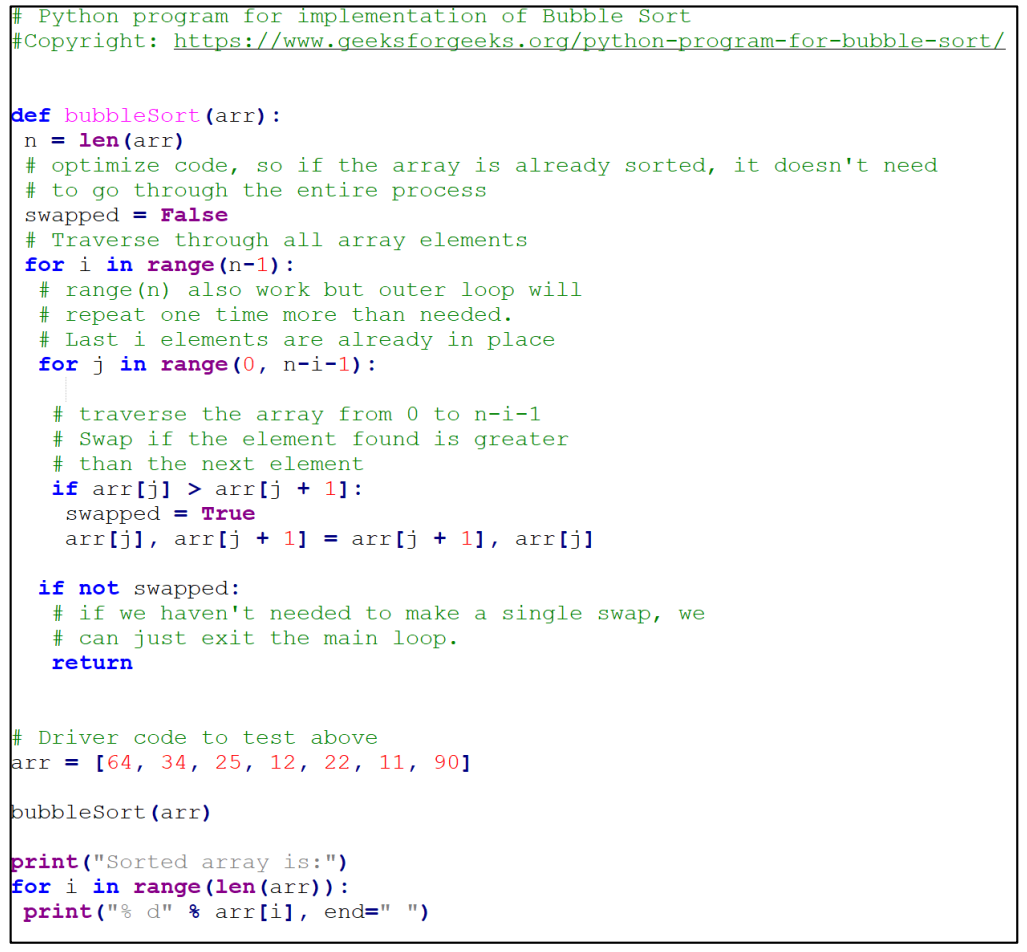 # Python program for implementation of Bubble Sort
#Copyright: https://www.geeksforgeeks.org/python-program-for-bubble-sort/
def bubbleSort(arr):
 n = len(arr)
 # optimize code, so if the array is already sorted, it doesn't need
 # to go through the entire process
 swapped = False
 # Traverse through all array elements
 for i in range(n-1):
  # range(n) also work but outer loop will
  # repeat one time more than needed.
  # Last i elements are already in place
  for j in range(0, n-i-1):
   # traverse the array from 0 to n-i-1
   # Swap if the element found is greater
   # than the next element
   if arr[j] > arr[j + 1]:
    swapped = True
    arr[j], arr[j + 1] = arr[j + 1], arr[j]
  if not swapped:
   # if we haven't needed to make a single swap, we
   # can just exit the main loop.
   return
# Driver code to test above
arr = [64, 34, 25, 12, 22, 11, 90]
bubbleSort(arr)
print("Sorted array is:")
for i in range(len(arr)):
 print("% d" % arr[i], end=" ")